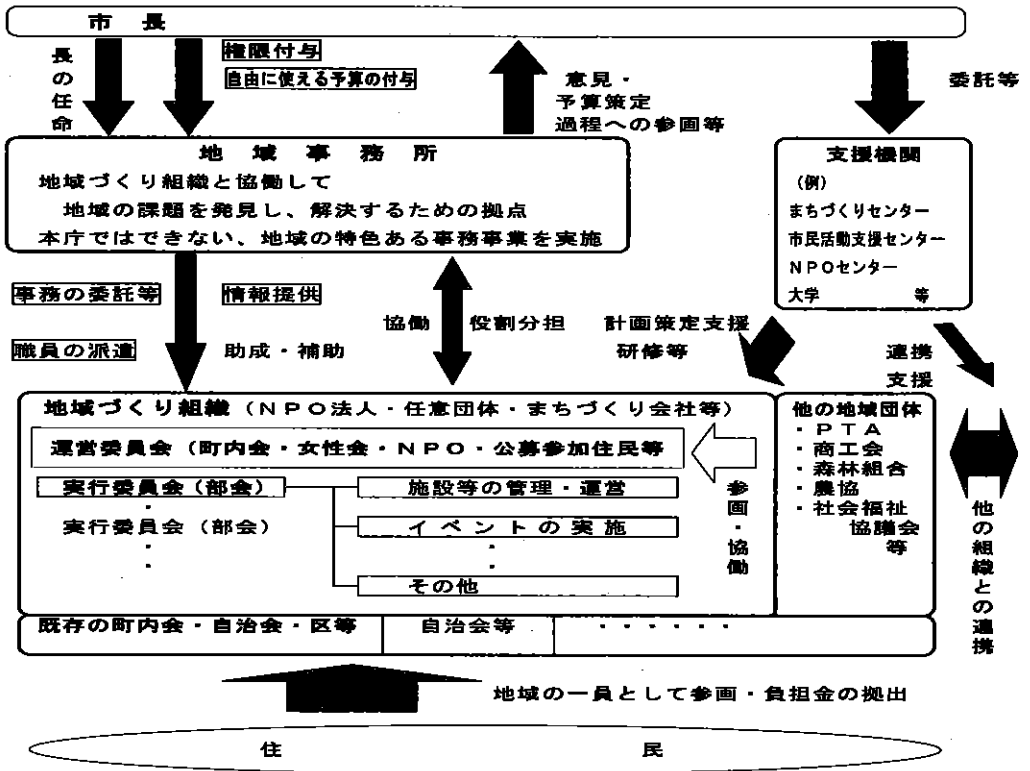 市長
長の任命
権限付与
自由に使える予算の付与
意見・
予算策定
過程への参画等
委託等
地域事務所
地域づくり組織と協働して
地域の課題を発見し、解決するための拠点
本庁ではできない、地域の特色ある事務事業を実施
支援機関
(例)
まちづくりセンター
市民活動支援センター
NPOセンター
大学 等
事務の委託等
情報提供
職員の派遣
助成・補助
協働 役割分担
計画策定支援
研修等
連携
支援
地域づくり組織(NPO法人・任意団体・まちづくり会社等)
運営委員会(町内会・女性金・NPO・公募参加住民等
実行委員会(部会)
・
実行委員会(部会)
・
・
施設等の管理・運営
イベントの実施
・
・
その他
参画・協働
他の地域団体
・PTA
・商工会
・森林組合
・農協
・社会福祉
協議会
等
他の組織との連携
既存の町内会・自治会・区等
自治会等
・・・・・・
地域の一員として参画・負担金の拠出
住民